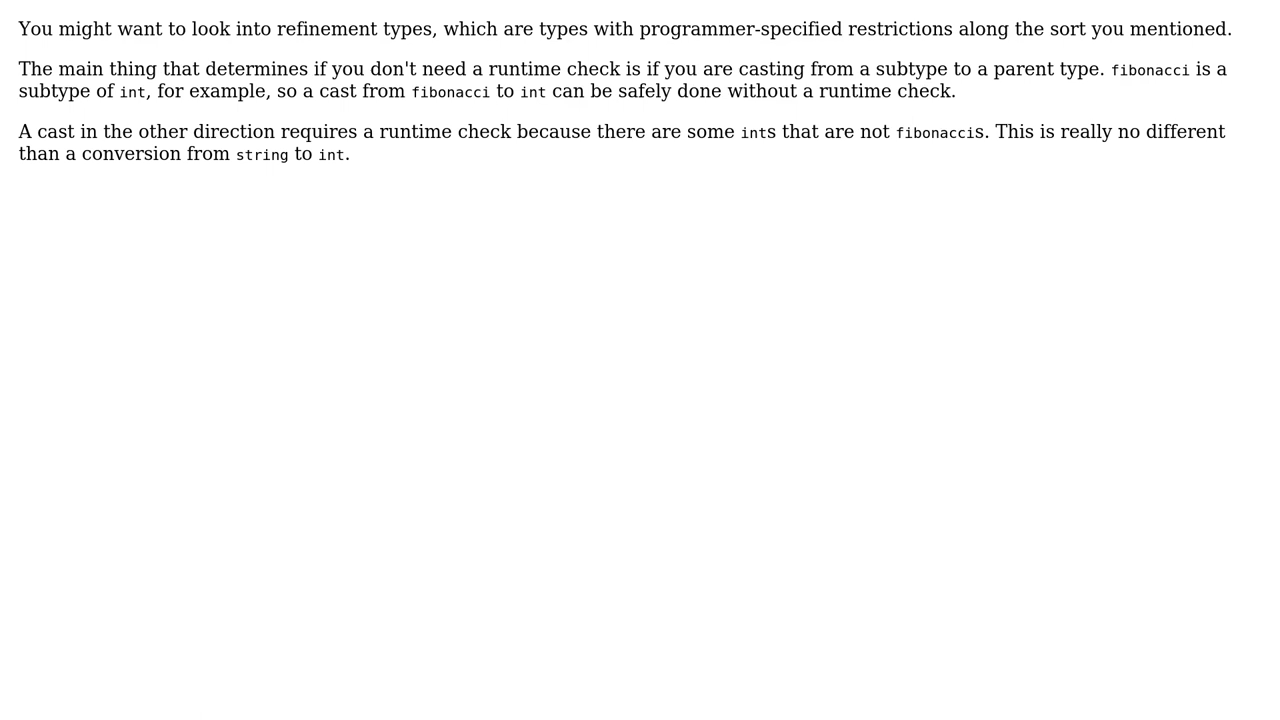 You might want to look into refinement types, which are types with programmer-specified restrictions along the sort you mentioned.
The main thing that determines if you don't need a runtime check is if you are casting from a subtype to a parent type. fibonacci is a
subtype of int, for example, so a cast from fibonacci to int can be safely done without a runtime check.
A cast in the other direction requires a runtime check because there are some ints that are not fibonaccis. This is really no different
than a conversion from string to int.